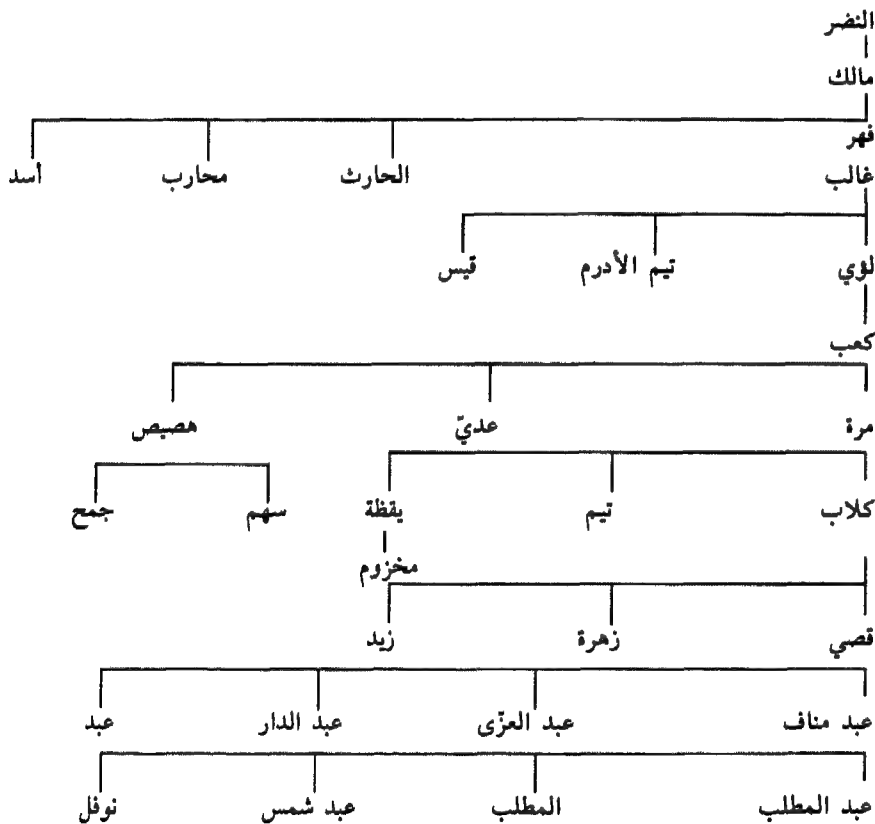 النضر
مالك
فهر
غالب الحارث محارب أسد
لؤي تيم الأدرم قيس
كعب
مرة عديّ هصيص
كلاب تيم يقظة سهم جمح
مخزوم
قصي زهرة زيد
عبد مناف عبد العزّى عبد الدار عبد
عبد المطلب المطلب عبد شمس نوفل